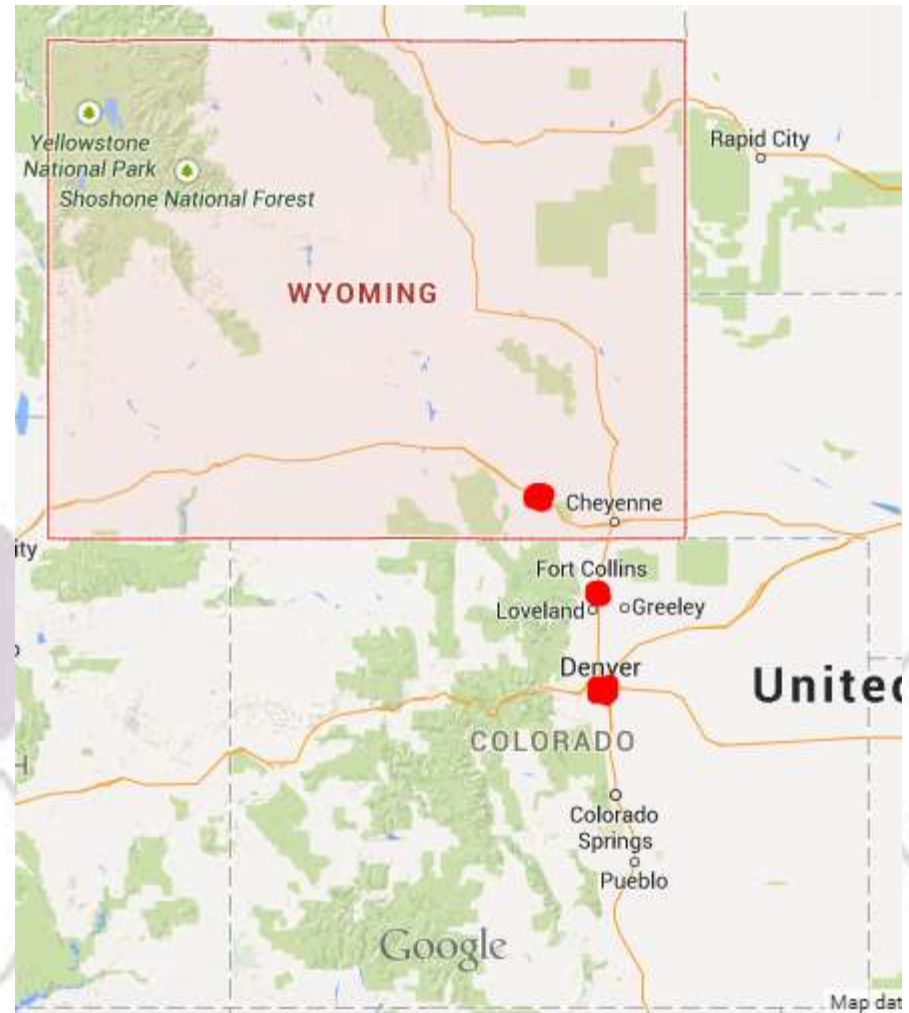 Rapid City
Yellowstone
National Park
Shoshone National Forest
WYOMING
Cheyenne
ity
Fort Collins
Loveland
Greeley
Denver
United
COLORADO
Colorado
Springs
Pueblo
Google
Map dat